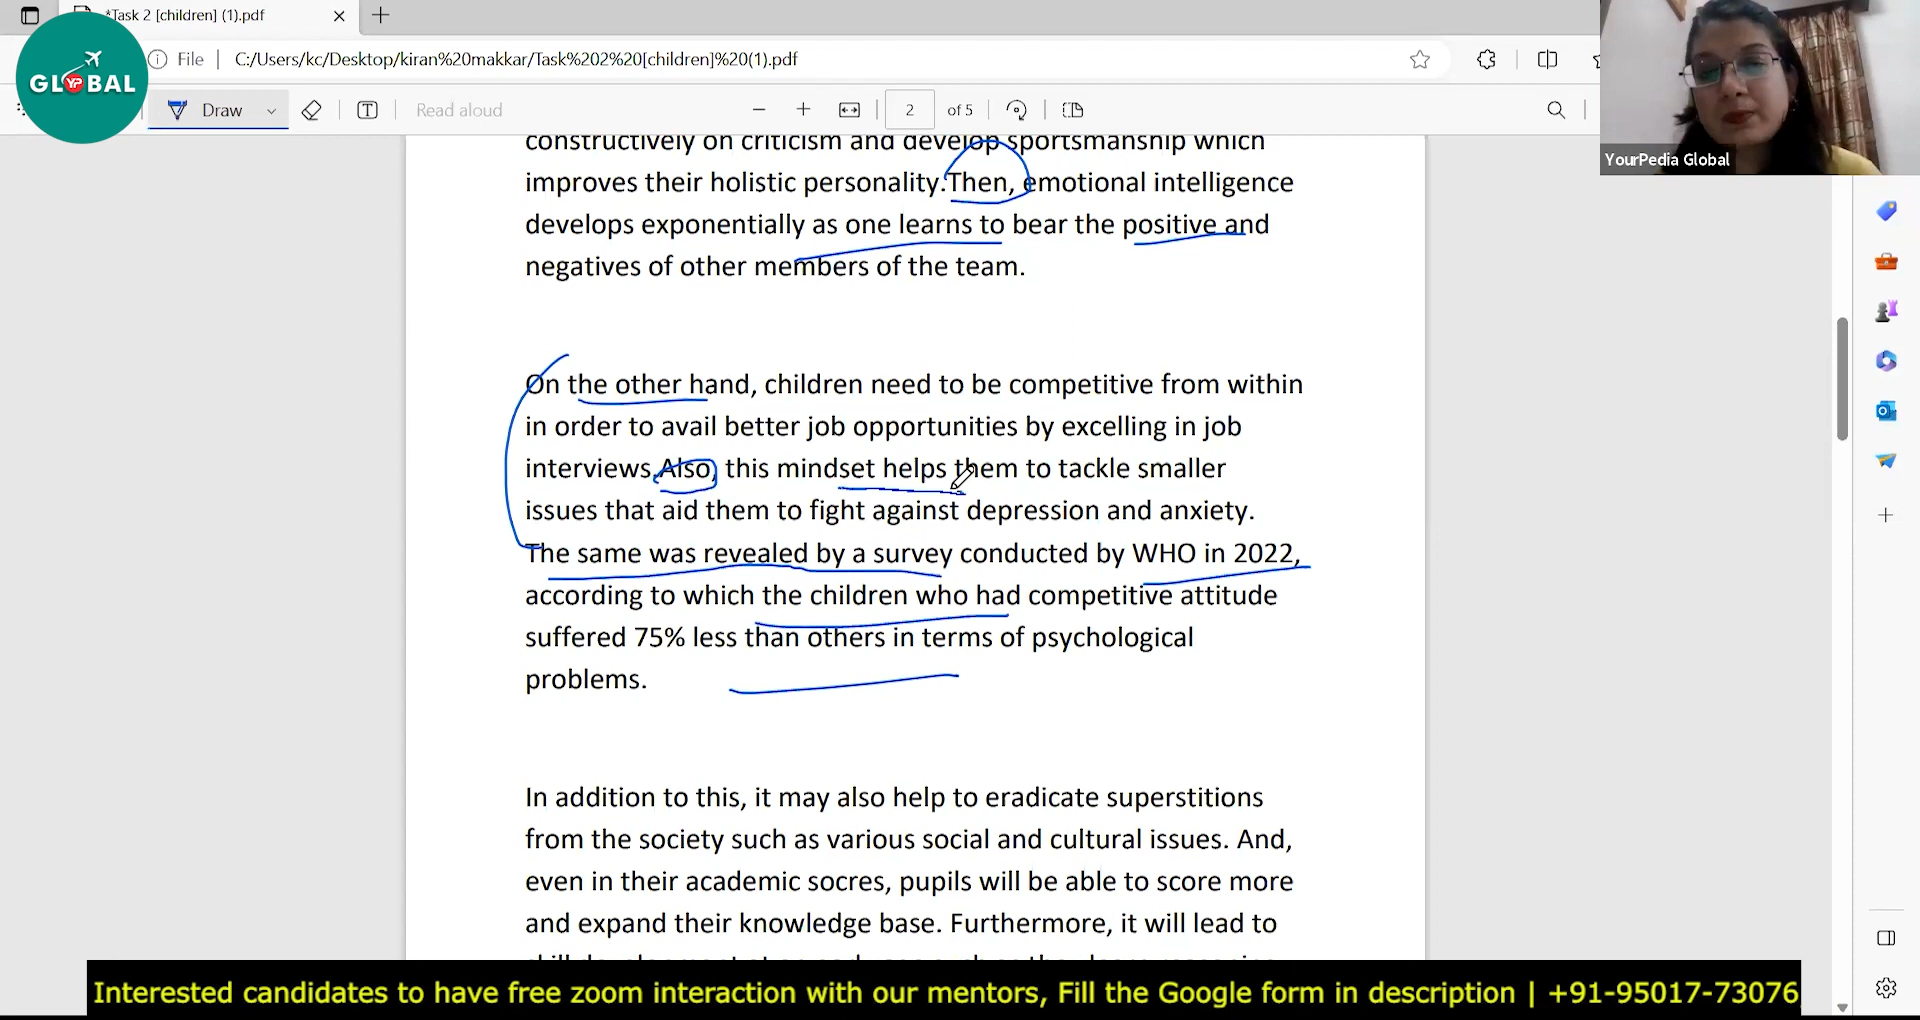 *Task 2 [children] (1).pdf
GLOBAL
YP
File
C:/Users/kc/Desktop/kiran%20makkar/Task%202%20[children]%20(1).pdf
Draw
Read aloud
2 of 5
YourPedia Global
constructively on criticism and develop sportsmanship which
improves their holistic personality.Then, emotional intelligence
develops exponentially as one learns to bear the positive and
negatives of other members of the team.
On the other hand, children need to be competitive from within
in order to avail better job opportunities by excelling in job
interviews.Also, this mindset helps them to tackle smaller
issues that aid them to fight against depression and anxiety.
The same was revealed by a survey conducted by WHO in 2022,
according to which the children who had competitive attitude
suffered 75% less than others in terms of psychological
problems.
In addition to this, it may also help to eradicate superstitions
from the society such as various social and cultural issues. And,
even in their academic socres, pupils will be able to score more
and expand their knowledge base. Furthermore, it will lead to
Interested candidates to have free zoom interaction with our mentors, Fill the Google form in description | +91-95017-73076